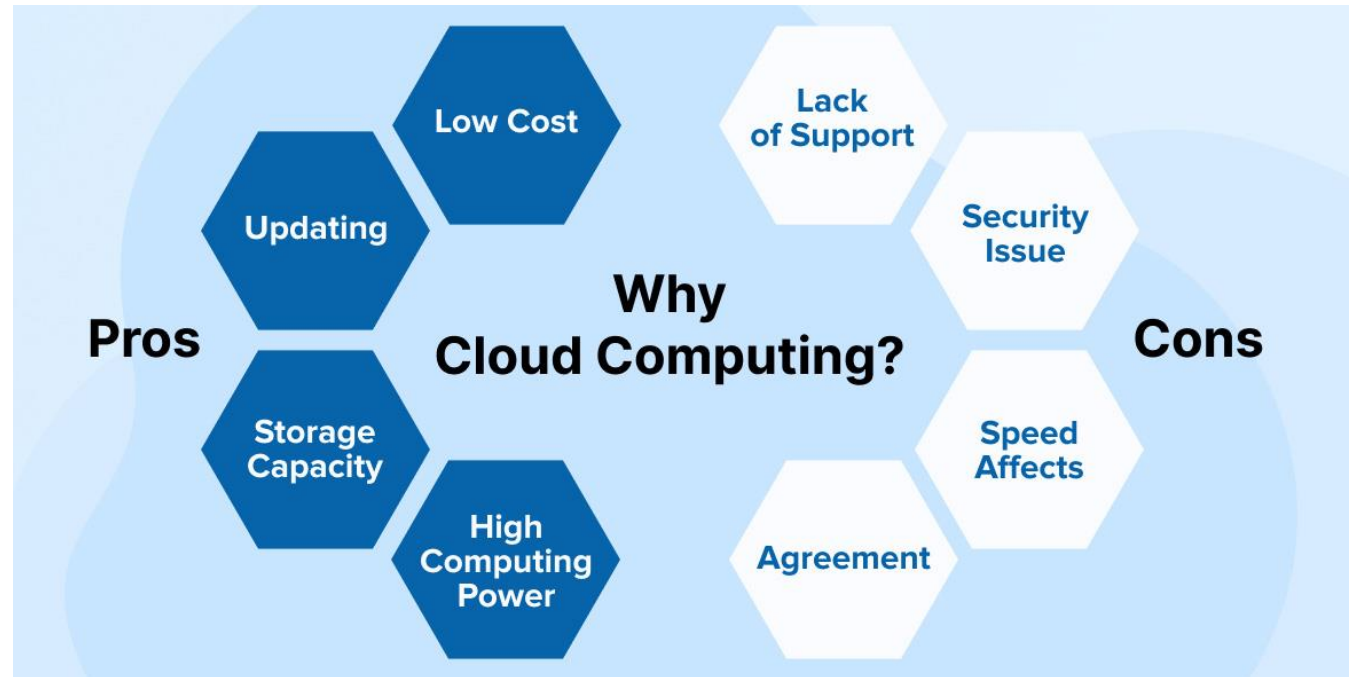 Why
Cloud Computing?
Pros
Low Cost
Updating
Storage
Capacity
High
Computing
Power
Cons
Lack
of Support
Security
Issue
Speed
Affects
Agreement